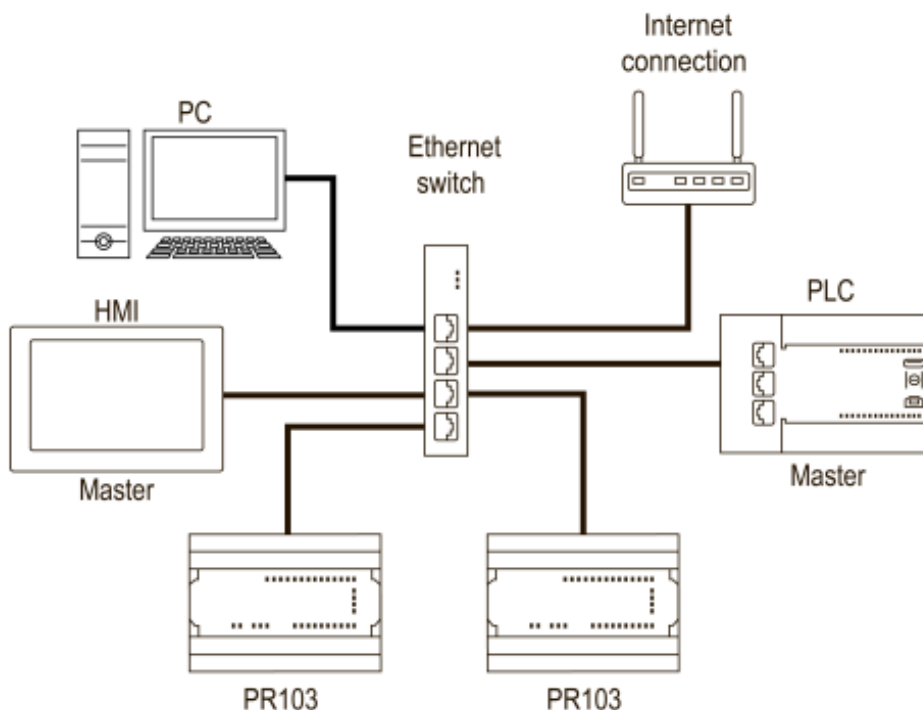 Internet
connection
PC
Ethernet
switch
PLC
HMI
Master
Master
PR103
PR103